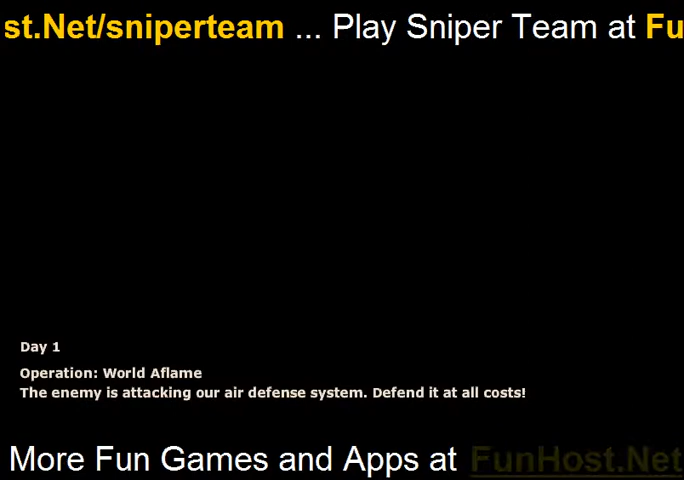 st.Net/sniperteam ... Play Sniper Team at Fu
Day 1
Operation: World Aflame
The enemy is attacking our air defense system. Defend it at all costs!
More Fun Games and Apps at FunHost.Net